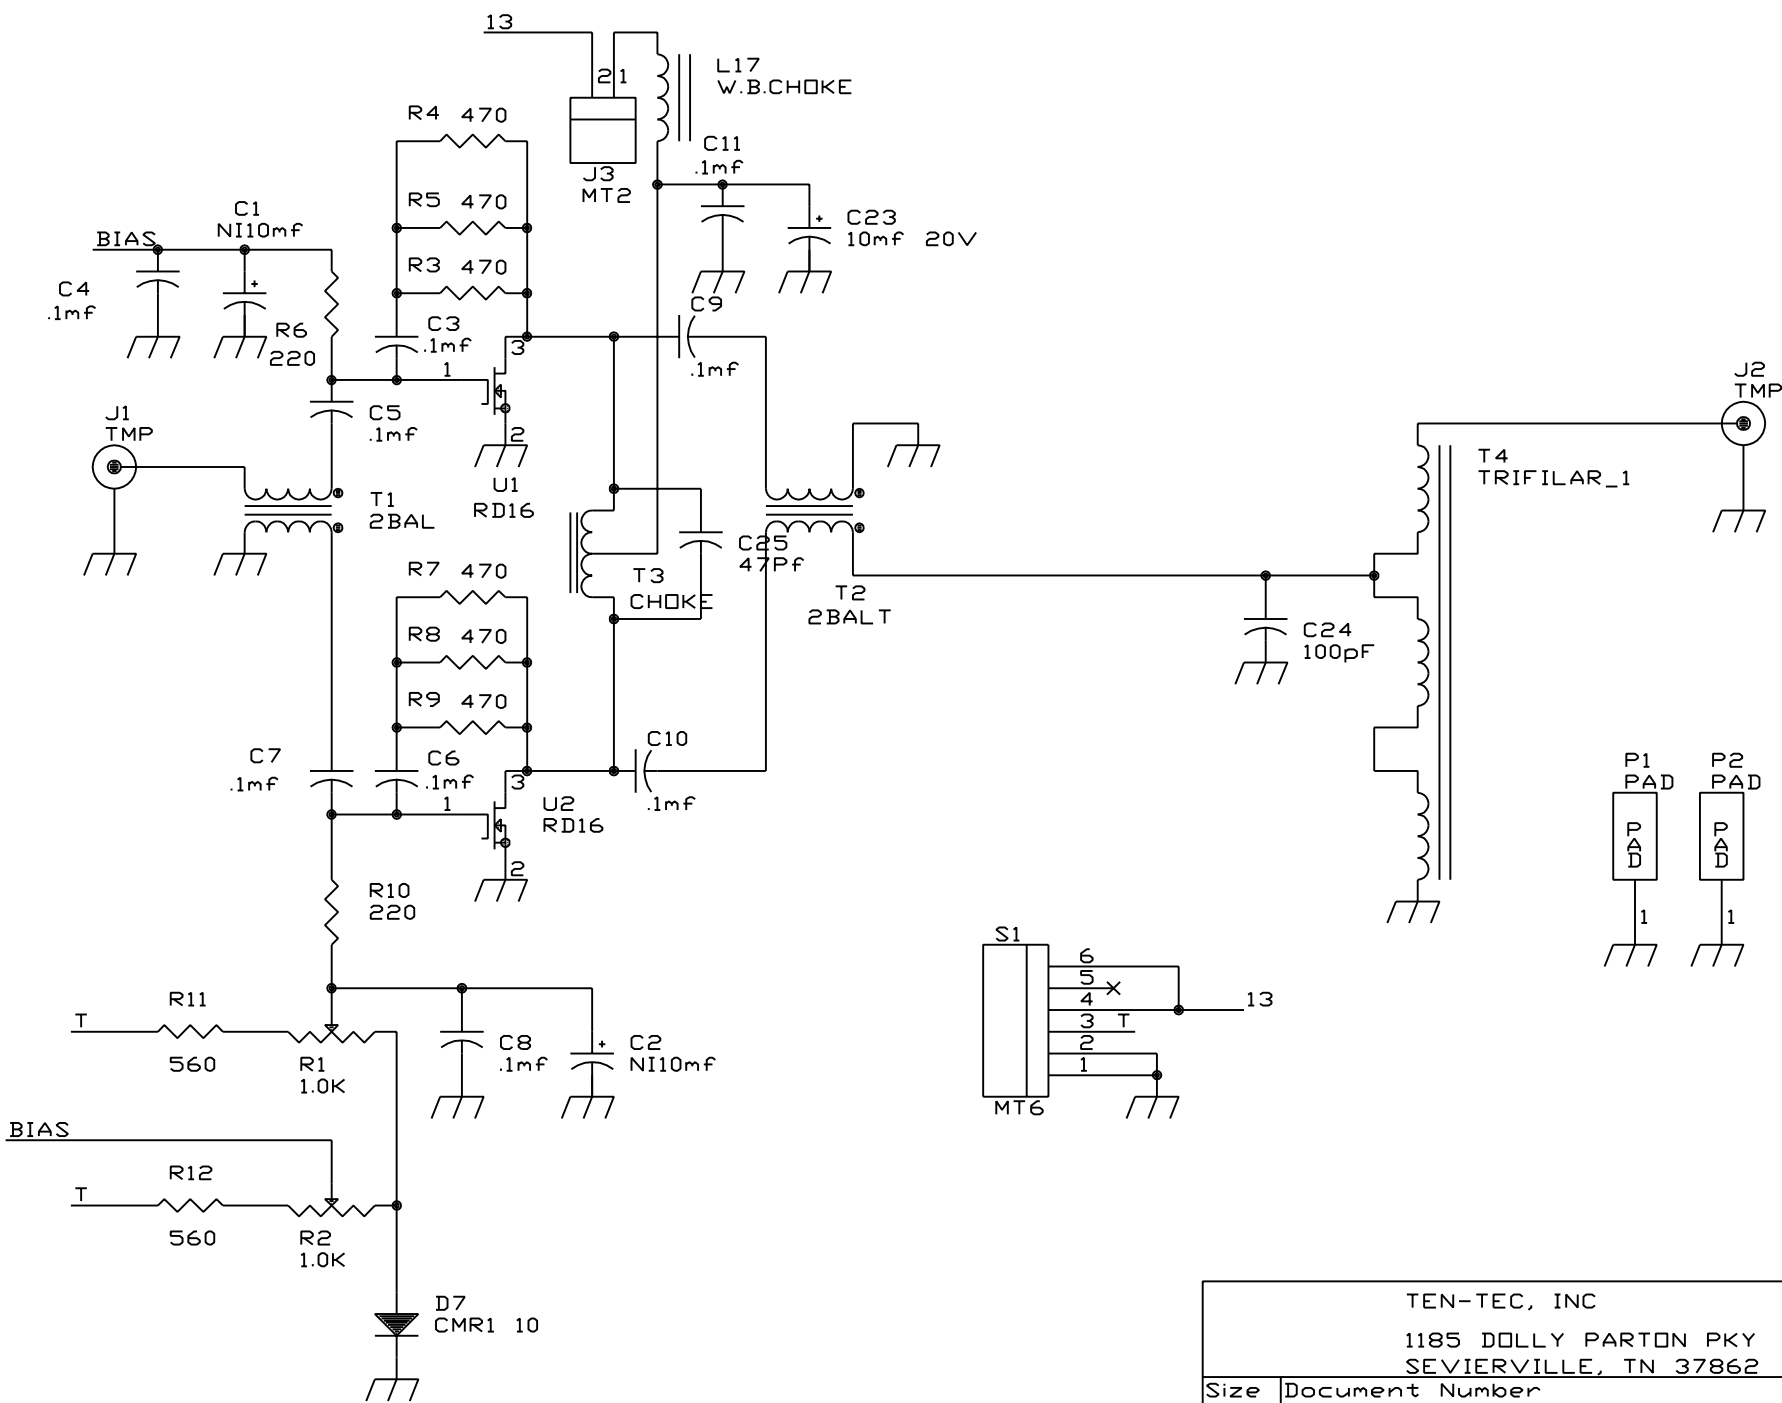 13
2 1
L17
W.B.CHOKE
R4 470
J3
MT2
C11
.1mf
R5 470
C23
10mf 20V
+
C1
NI10mf
BIAS
+
R3 470
C4
.1mf
R6
220
C3
.1mf
C9
.1mf
3
1
2
U1
RD16
J1
TMP
C5
.1mf
T1
2BAL
J2
TMP
T4
TRIFILAR_1
C25
47Pf
T3
CHOKE
T2
2BALT
R7 470
R8 470
R9 470
C24
100pF
C7
.1mf
C6
.1mf
C10
.1mf
3
1
2
U2
RD16
P1
PAD
PAD
1
P2
PAD
PAD
1
R10
220
S1
6
5
4
3 T
2
1
13
MT6
R11
T
560
R1
1.0K
C8
.1mf
+
C2
NI10mf
BIAS
R12
T
560
R2
1.0K
D7
CMR1 10
TEN-TEC, INC
1185 DOLLY PARTON PKY
SEVIERVILLE, TN 37862
Size Document Number